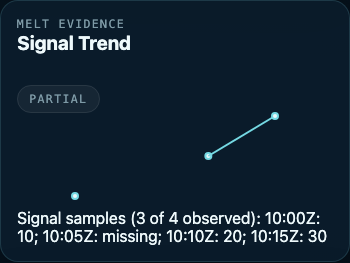 MELT EVIDENCE
Signal Trend
PARTIAL
Signal samples (3 of 4 observed): 10:00Z:
10; 10:05Z: missing; 10:10Z: 20; 10:15Z: 30